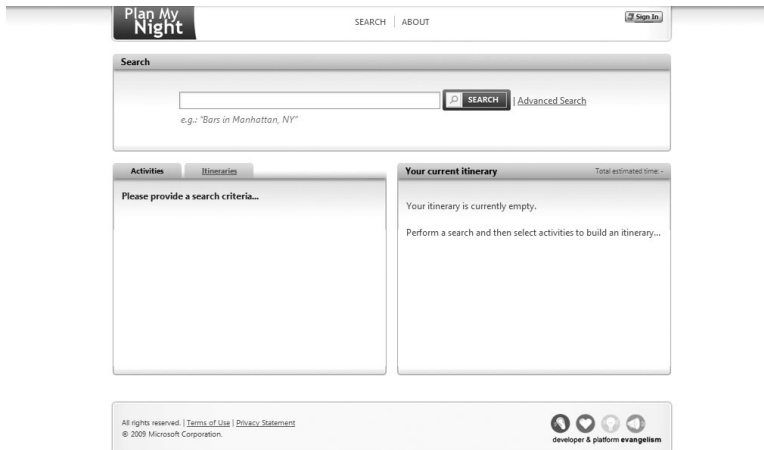 Plan My
Night
SEARCH | ABOUT
Sign In
Search
SEARCH | Advanced Search
e.g.: "Bars in Manhattan, NY"
Activities
Itineraries
Please provide a search criteria...
Your current itinerary
Total estimated time: -
Your itinerary is currently empty.
Perform a search and then select activities to build an itinerary...
All rights reserved. | Terms of Use | Privacy Statement
© 2009 Microsoft Corporation.
developer & platform evangelism